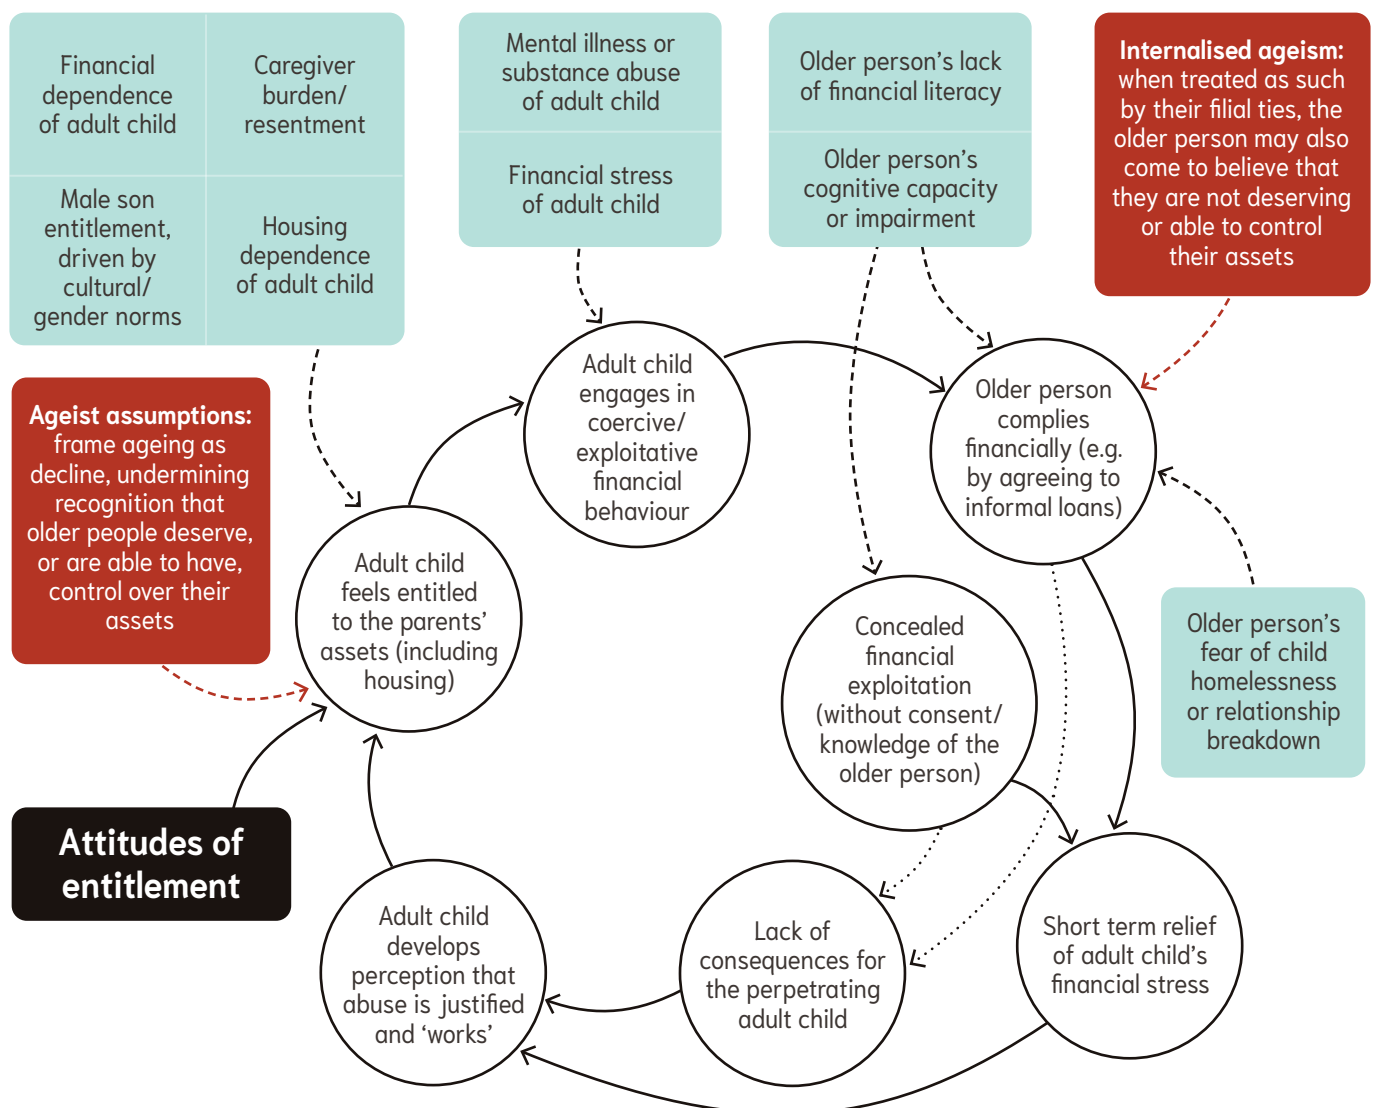 Financial
dependence
of adult child
Caregiver
burden/
resentment
Male son
entitlement,
driven by
cultural/
gender norms
Housing
dependence
of adult child
Mental illness or
substance abuse
of adult child
Financial stress
of adult child
Older person’s lack
of financial literacy
Older person’s
cognitive capacity
or impairment
Internalised ageism:
when treated as such
by their filial ties, the
older person may also
come to believe that
they are not deserving
or able to control
their assets
Ageist assumptions:
frame ageing as
decline, undermining
recognition that
older people deserve,
or are able to have,
control over their
assets
Adult child
engages in
coercive/
exploitative
financial
behaviour
Older person
complies
financially (e.g.
by agreeing to
informal loans)
Adult child
feels entitled
to the parents’
assets (including
housing)
Concealed
financial
exploitation
(without consent/
knowledge of the
older person)
Older person’s
fear of child
homelessness
or relationship
breakdown
Attitudes of
entitlement
Adult child
develops
perception that
abuse is justified
and ‘works’
Lack of
consequences for
the perpetrating
adult child
Short term relief
of adult child’s
financial stress